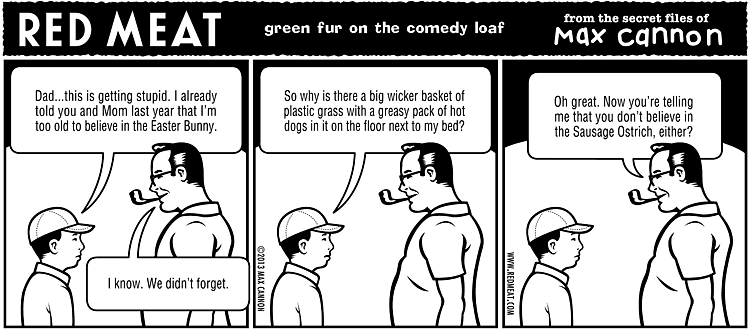 RED MEAT
green fur on the comedy loaf
from the secret files of
Max cannon
Dad...this is getting stupid. I already
told you and Mom last year that I'm
too old to believe in the Easter Bunny.
I know. We didn't forget.
©2013 MAX CANNON
So why is there a big wicker basket of
plastic grass with a greasy pack of hot
dogs in it on the floor next to my bed?
WWW.REDMEAT.COM
Oh great. Now you're telling
me that you don't believe in
the Sausage Ostrich, either?